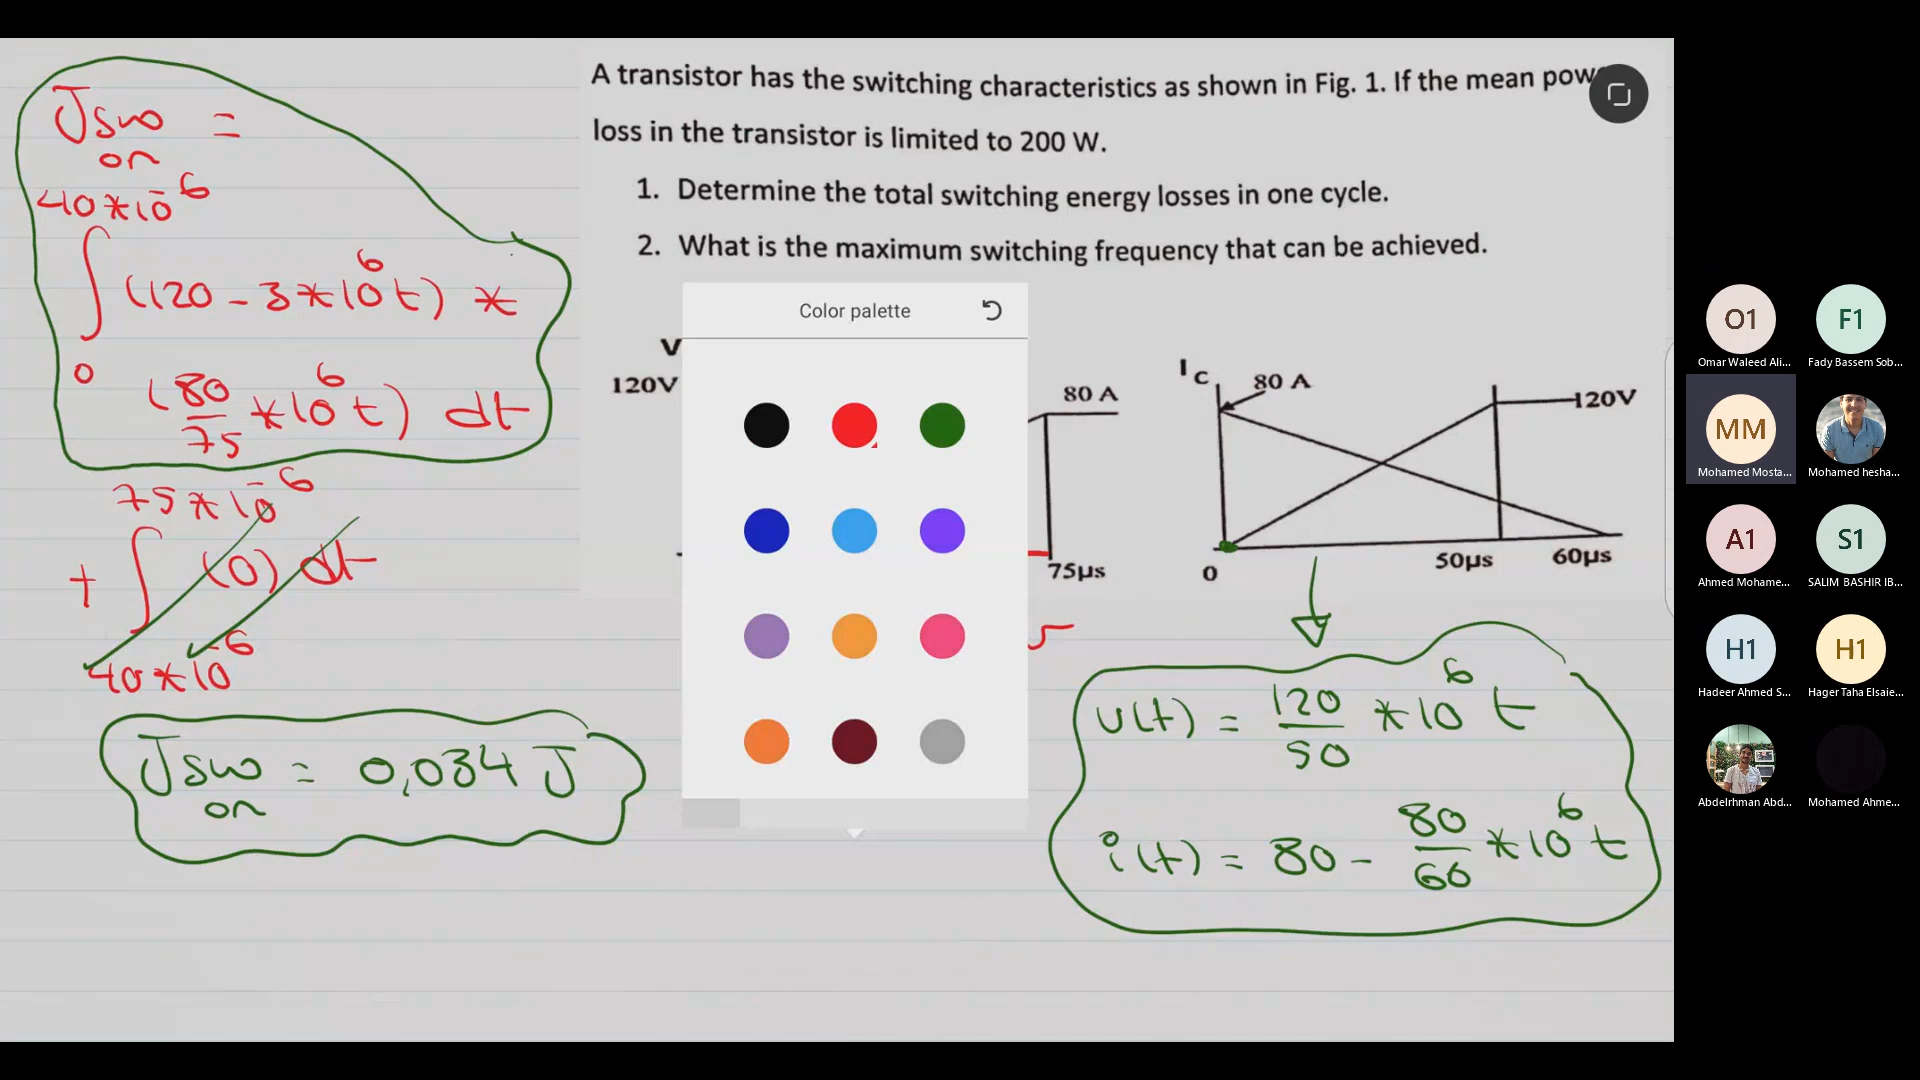 A transistor has the switching characteristics as shown in Fig. 1. If the mean pow
loss in the transistor is limited to 200 W.
1. Determine the total switching energy losses in one cycle.
2. What is the maximum switching frequency that can be achieved.
Jsw =
on
40*10^-6
∫ (120 - 3*10^6 t) *
0
(80/75 *10^6 t) dt
75*10^-6
+ ∫ (0) dt
40*10^-6
Jsw = 0,034 J
on
Color palette
V
120V
80 A
75µs
Ic
80 A
120V
0
50µs
60µs
v(t) = 120/50 *10^6 t
i(t) = 80 - 80/60 *10^6 t
O1
Omar Waleed Ali...
F1
Fady Bassem Sob...
MM
Mohamed Mosta...
Mohamed hesha...
A1
Ahmed Mohame...
S1
SALIM BASHIR IB...
H1
Hadeer Ahmed S...
H1
Hager Taha Elsaie...
Abdelrhman Abd...
Mohamed Ahme...